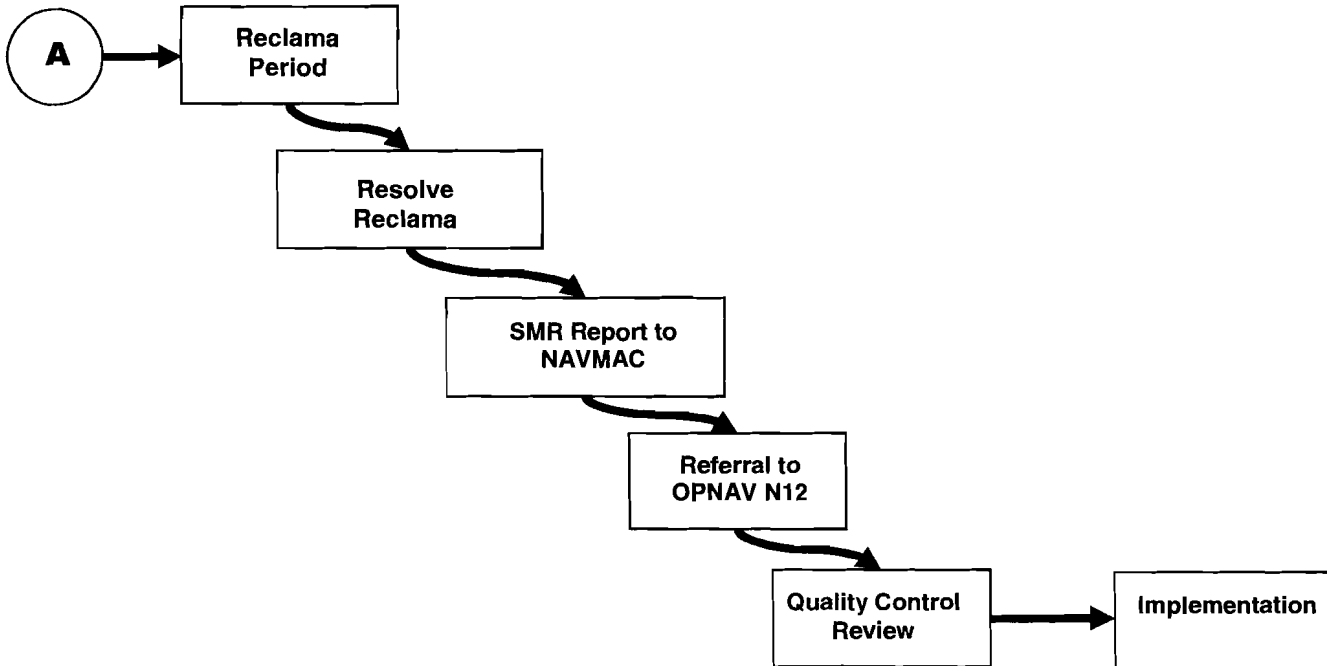 A
Reclama
Period
Resolve
Reclama
SMR Report to
NAVMAC
Referral to
OPNAV N12
Quality Control
Review
Implementation